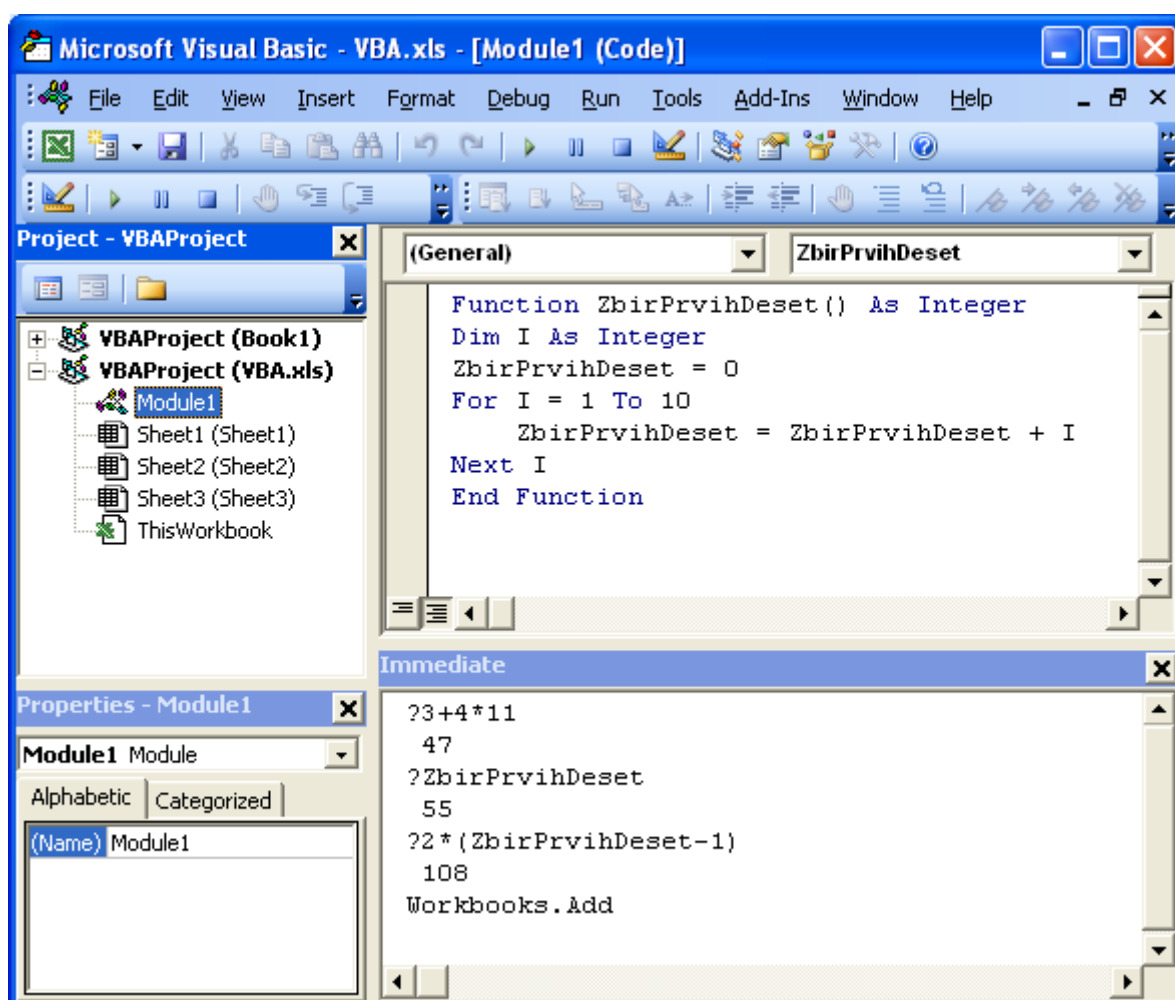 Microsoft Visual Basic - VBA.xls - [Module1 (Code)]
File Edit View Insert Format Debug Run Tools Add-Ins Window Help
Project - VBAProject
VBAProject (Book1)
VBAProject (VBA.xls)
Module1
Sheet1 (Sheet1)
Sheet2 (Sheet2)
Sheet3 (Sheet3)
ThisWorkbook
Properties - Module1
Module1 Module
Alphabetic Categorized
(Name) Module1
(General) ZbirPrvihDeset
Function ZbirPrvihDeset() As Integer
Dim I As Integer
ZbirPrvihDeset = 0
For I = 1 To 10
ZbirPrvihDeset = ZbirPrvihDeset + I
Next I
End Function
Immediate
?3+4*11
47
?ZbirPrvihDeset
55
?2*(ZbirPrvihDeset-1)
108
Workbooks.Add